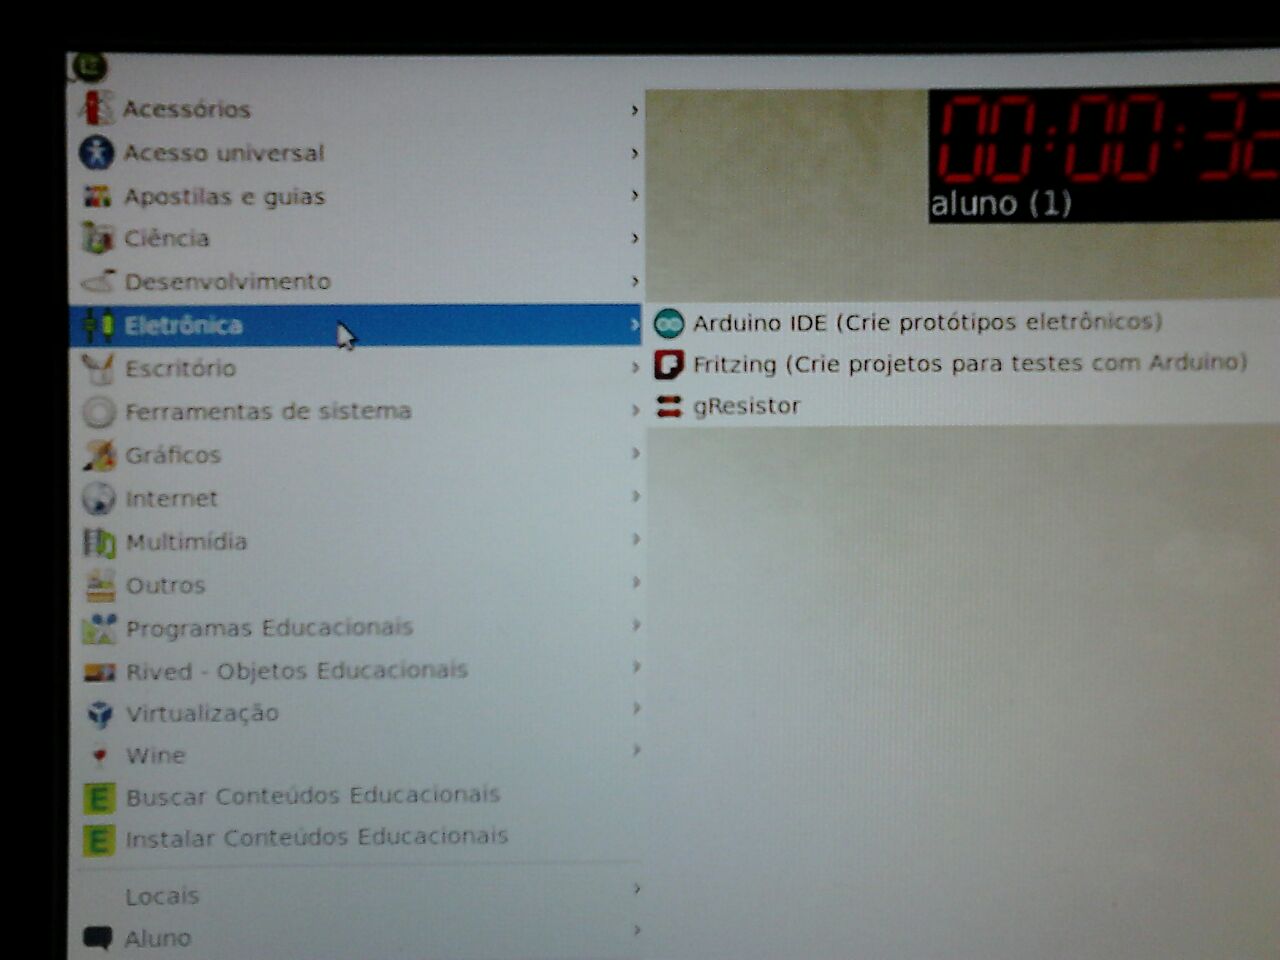 Acessórios
Acesso universal
Apostilas e guias
Ciência
Desenvolvimento
Eletrônica
Escritório
Ferramentas de sistema
Gráficos
Internet
Multimídia
Outros
Programas Educacionais
Rived - Objetos Educacionais
Virtualização
Wine
E Buscar Conteúdos Educacionais
E Instalar Conteúdos Educacionais
Locais
Aluno
00:00:32
aluno (1)
Arduino IDE (Crie protótipos eletrônicos)
Fritzing (Crie projetos para testes com Arduino)
gResistor